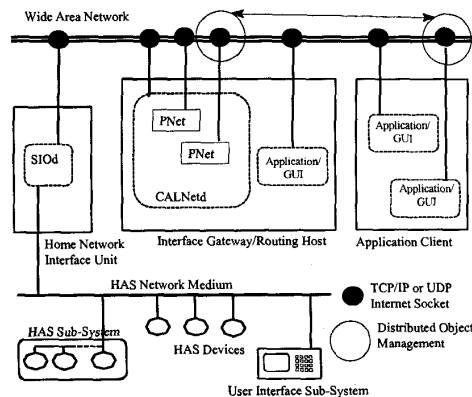 Wide Area Network
SIOd
PNet
PNet
CALNetd
Application/
GUI
Application/
GUI
Application/
GUI
Home Network
Interface Unit
Interface Gateway/Routing Host
Application Client
HAS Network Medium
HAS Sub-System
HAS Devices
User Interface Sub-System
TCP/IP or UDP
Internet Socket
Distributed Object
Management